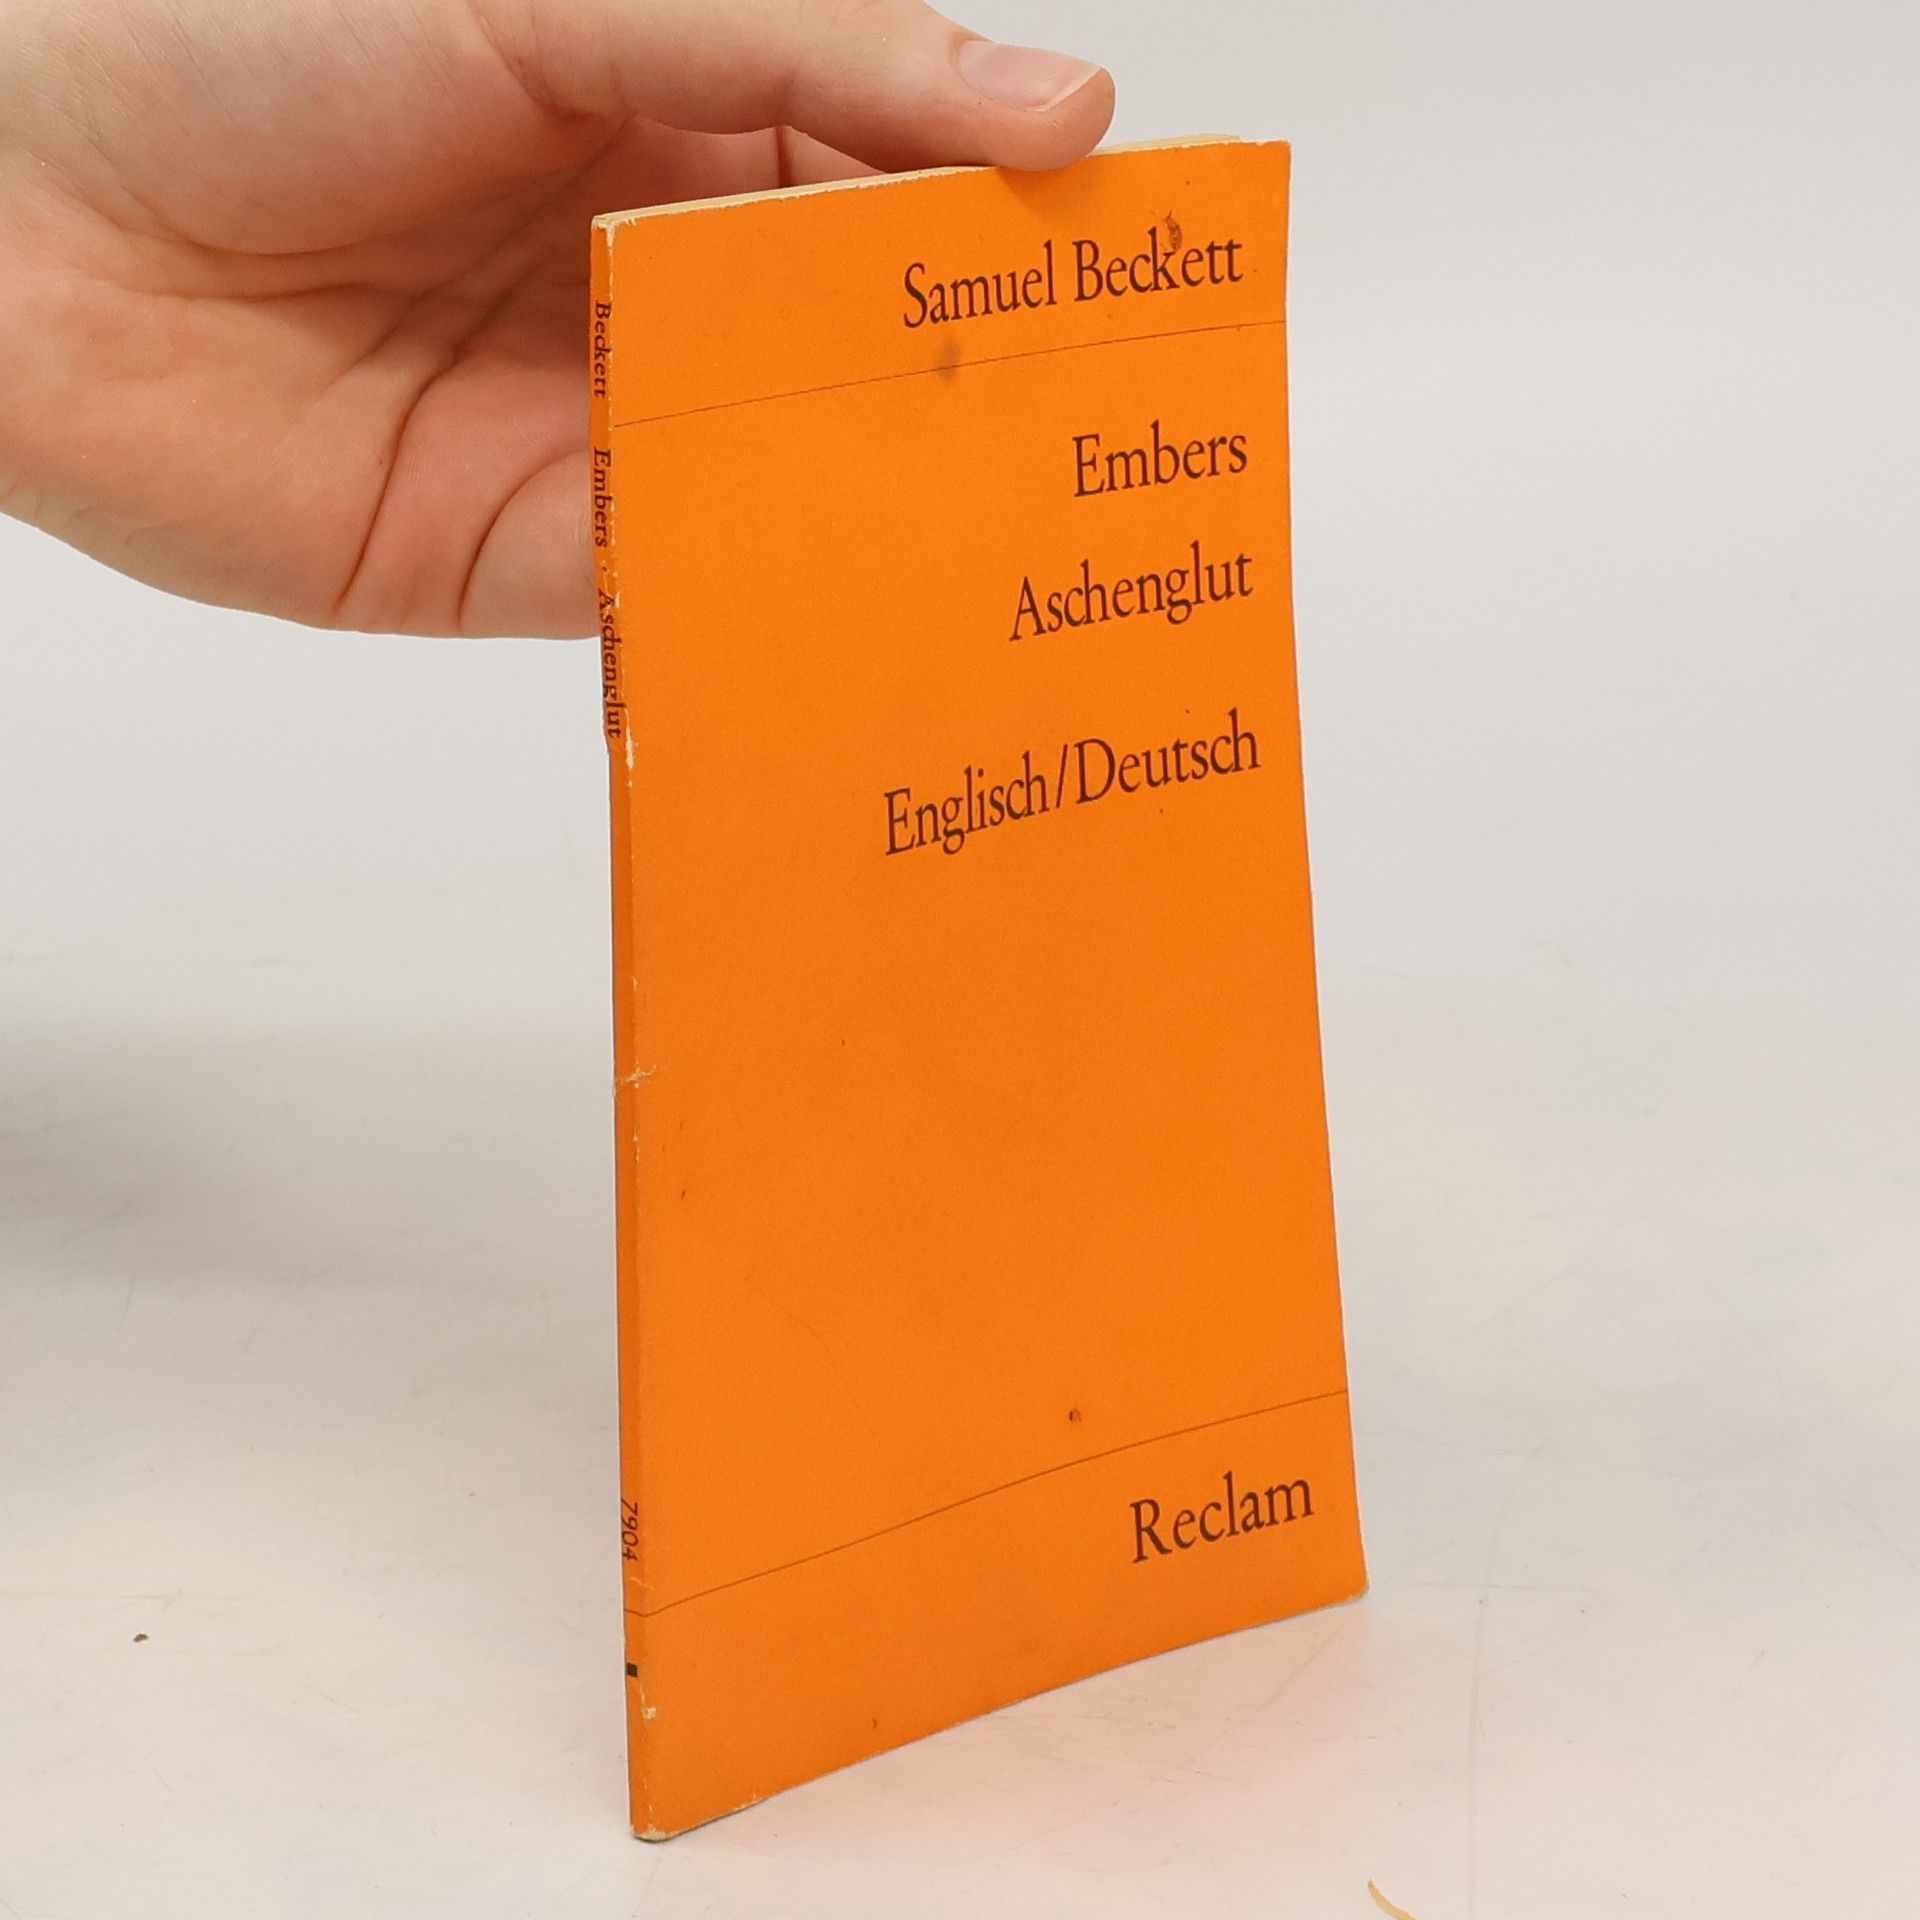 Samuel Beckett
Embers
Aschenglut
Englisch/Deutsch
Reclam
Beckett Embers · Aschenglut
7904